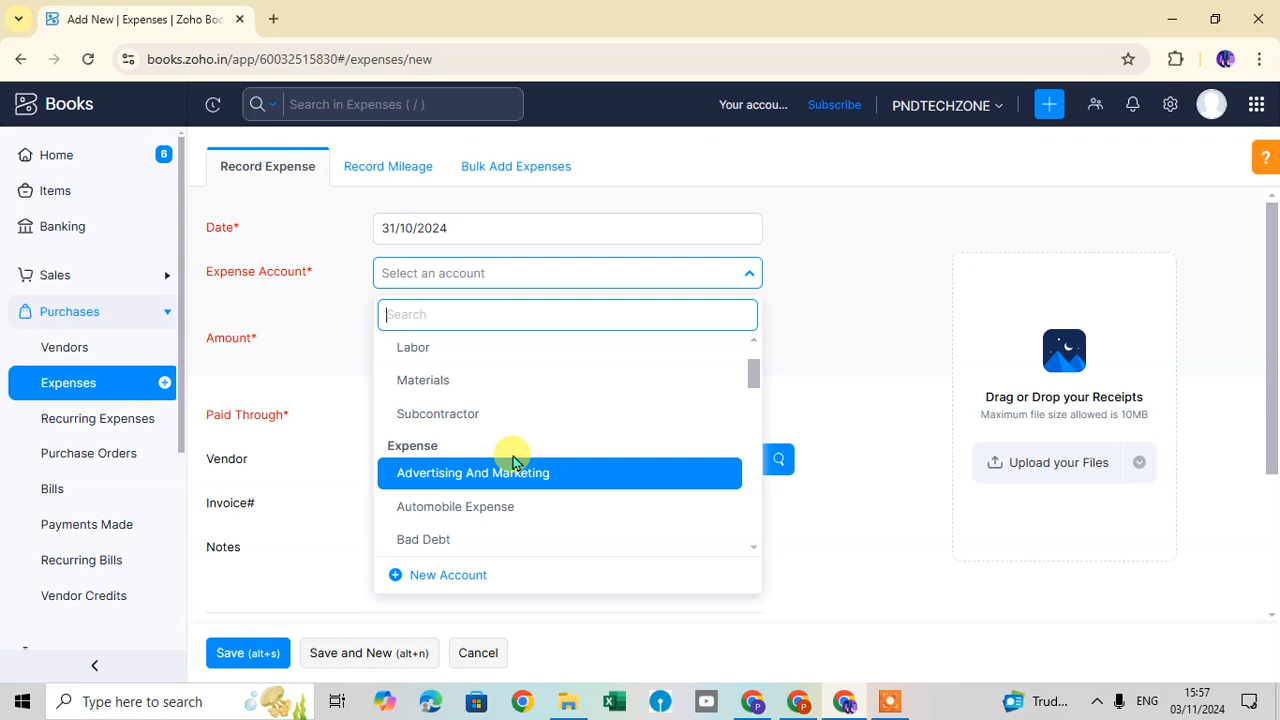 Add New | Expenses | Zoho Boo
books.zoho.in/app/60032515830#/expenses/new
Books
Search in Expenses ( / )
Your accou...
Subscribe
PNDTECHZONE
Home
6
Items
Banking
Sales
Purchases
Vendors
Expenses
Recurring Expenses
Purchase Orders
Bills
Payments Made
Recurring Bills
Vendor Credits
Record Expense
Record Mileage
Bulk Add Expenses
Date*
31/10/2024
Expense Account*
Select an account
Search
Labor
Materials
Subcontractor
Expense
Advertising And Marketing
Automobile Expense
Bad Debt
New Account
Amount*
Paid Through*
Vendor
Invoice#
Notes
Drag or Drop your Receipts
Maximum file size allowed is 10MB
Upload your Files
?
Save (alt+s)
Save and New (alt+n)
Cancel
Type here to search
Trud...
ENG
15:57
03/11/2024